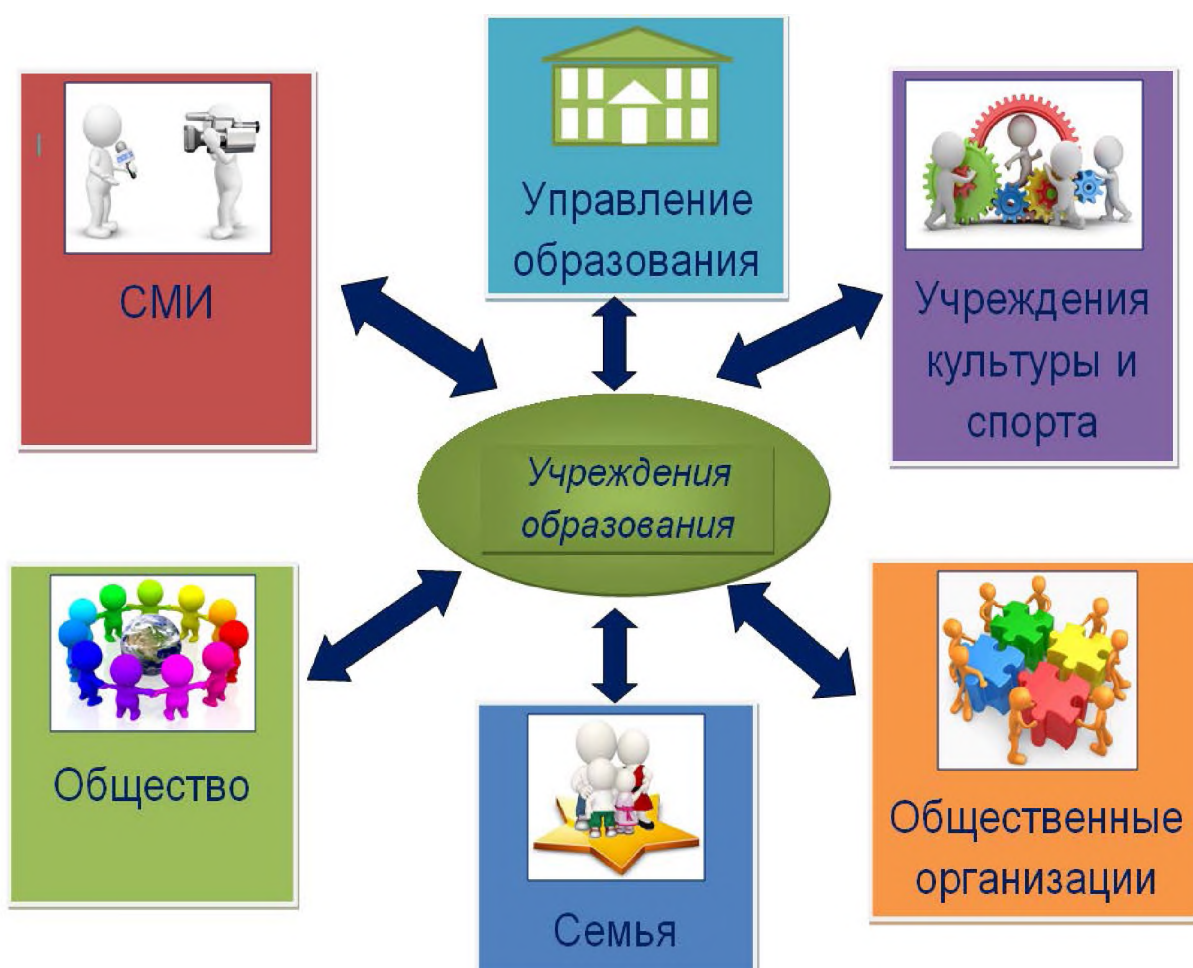 СМИ
Управление
образования
Учреждения
культуры и
спорта
Учреждения
образования
Общество
Семья
Общественные
организации